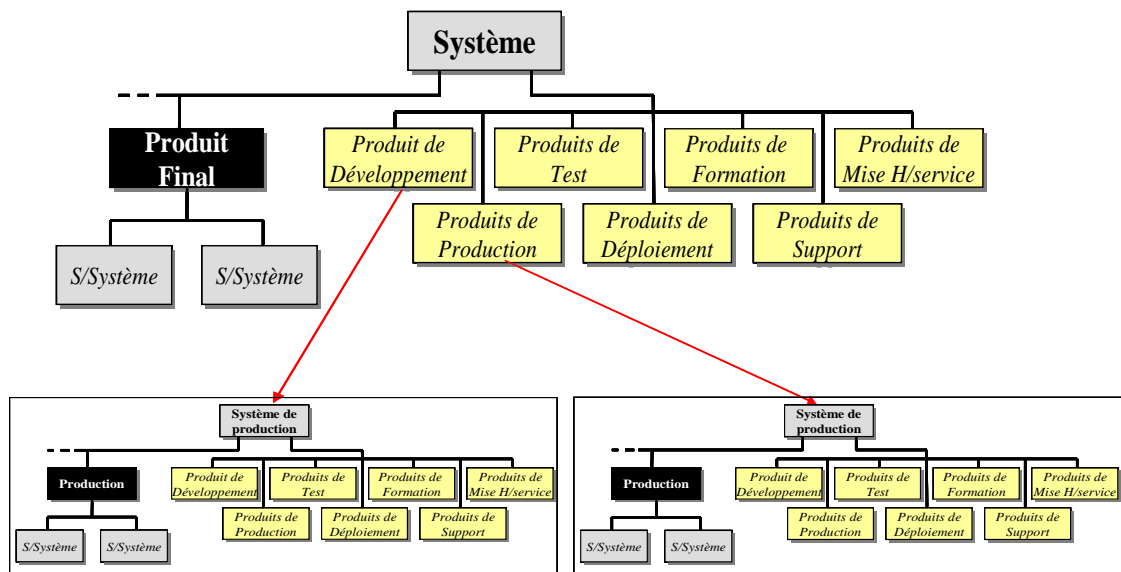 Système
Produit
Final
Produit de
Développement
Produits de
Test
Produits de
Formation
Produits de
Mise H/service
Produits de
Production
Produits de
Déploiement
Produits de
Support
S/Système
S/Système
Système de
production
Production
Produit de
Développement
Produits de
Test
Produits de
Formation
Produits de
Mise H/service
Produits de
Production
Produits de
Déploiement
Produits de
Support
S/Système
S/Système
Système de
production
Production
Produit de
Développement
Produits de
Test
Produits de
Formation
Produits de
Mise H/service
Produits de
Production
Produits de
Déploiement
Produits de
Support
S/Système
S/Système